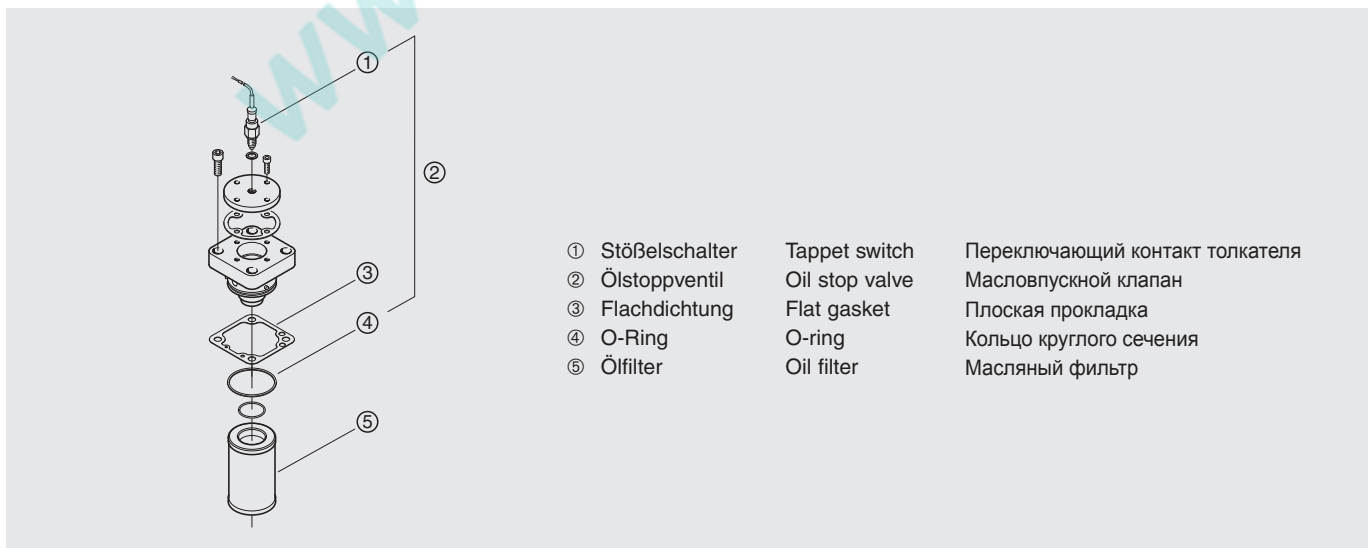 ①
②
③
④
⑤
① Stößelschalter Tappet switch Переключающий контакт толкателя
② Ölstoppventil Oil stop valve Масловпускной клапан
③ Flachdichtung Flat gasket Плоская прокладка
④ O-Ring O-ring Кольцо круглого сечения
⑤ Ölfilter Oil filter Масляный фильтр